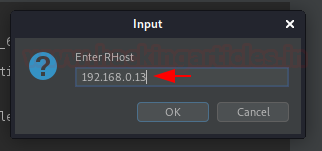 Input
Enter RHost
192.168.0.13
OK
Cancel